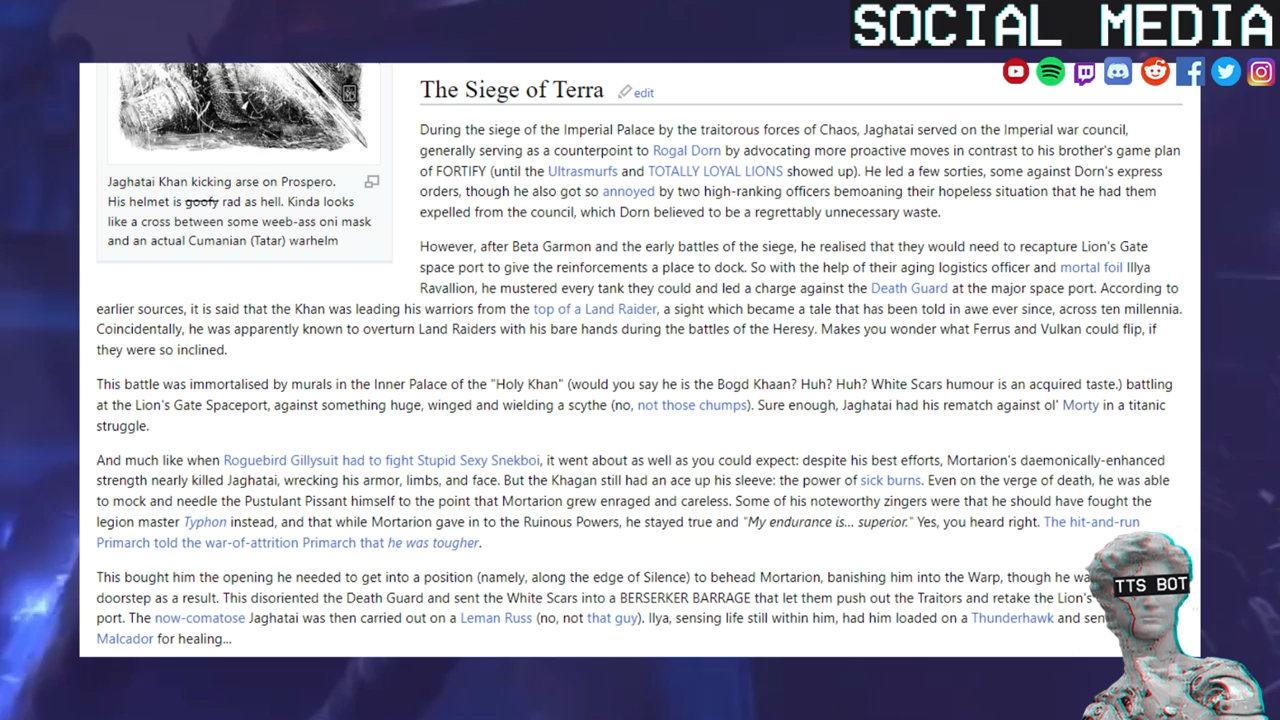 SOCIAL MEDIA
The Siege of Terra edit
During the siege of the Imperial Palace by the traitorous forces of Chaos, Jaghatai served on the Imperial war council,
generally serving as a counterpoint to Rogal Dorn by advocating more proactive moves in contrast to his brother's game plan
of FORTIFY (until the Ultrasmurfs and TOTALLY LOYAL LIONS showed up). He led a few sorties, some against Dorn's express
orders, though he also got so annoyed by two high-ranking officers bemoaning their hopeless situation that he had them
expelled from the council, which Dorn believed to be a regrettably unnecessary waste.
Jaghatai Khan kicking arse on Prospero.
His helmet is goofy rad as hell. Kinda looks
like a cross between some weeb-ass oni mask
and an actual Cumanian (Tatar) warhelm
However, after Beta Garmon and the early battles of the siege, he realised that they would need to recapture Lion's Gate
space port to give the reinforcements a place to dock. So with the help of their aging logistics officer and mortal foil Illya
Ravallion, he mustered every tank they could and led a charge against the Death Guard at the major space port. According to
earlier sources, it is said that the Khan was leading his warriors from the top of a Land Raider, a sight which became a tale that has been told in awe ever since, across ten millennia.
Coincidentally, he was apparently known to overturn Land Raiders with his bare hands during the battles of the Heresy. Makes you wonder what Ferrus and Vulkan could flip, if
they were so inclined.
This battle was immortalised by murals in the Inner Palace of the "Holy Khan" (would you say he is the Bogd Khaan? Huh? Huh? White Scars humour is an acquired taste.) battling
at the Lion's Gate Spaceport, against something huge, winged and wielding a scythe (no, not those chumps). Sure enough, Jaghatai had his rematch against ol' Morty in a titanic
struggle.
And much like when Roguebird Gillysuit had to fight Stupid Sexy Snekboi, it went about as well as you could expect: despite his best efforts, Mortarion's daemonically-enhanced
strength nearly killed Jaghatai, wrecking his armor, limbs, and face. But the Khagan still had an ace up his sleeve: the power of sick burns. Even on the verge of death, he was able
to mock and needle the Pustulant Pissant himself to the point that Mortarion grew enraged and careless. Some of his noteworthy zingers were that he should have fought the
legion master Typhon instead, and that while Mortarion gave in to the Ruinous Powers, he stayed true and "My endurance is... superior." Yes, you heard right. The hit-and-run
Primarch told the war-of-attrition Primarch that he was tougher.
This bought him the opening he needed to get into a position (namely, along the edge of Silence) to behead Mortarion, banishing him into the Warp, though he
doorstep as a result. This disoriented the Death Guard and sent the White Scars into a BERSERKER BARRAGE that let them push out the Traitors and retake the Lion's
port. The now-comatose Jaghatai was then carried out on a Leman Russ (no, not that guy). Ilya, sensing life still within him, had him loaded on a Thunderhawk and
Malcador for healing...
TTS BOT